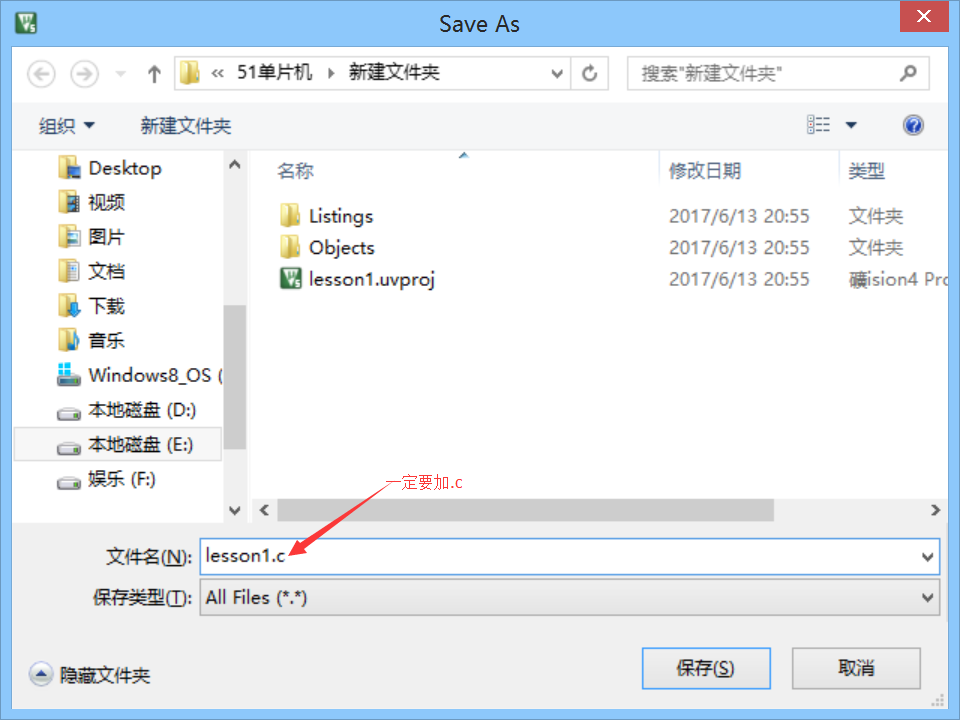 Save As
« 51单片机 新建文件夹
搜索"新建文件夹"
组织 新建文件夹
名称 修改日期 类型
Desktop
视频
图片
文档
下载
音乐
Windows8_OS (
本地磁盘 (D:)
本地磁盘 (E:)
娱乐 (F:)
Listings 2017/6/13 20:55 文件夹
Objects 2017/6/13 20:55 文件夹
lesson1.uvproj 2017/6/13 20:55 礦ision4 Pro
一定要加.c
文件名(N): lesson1.c
保存类型(T): All Files (*.*)
隐藏文件夹 保存(S) 取消